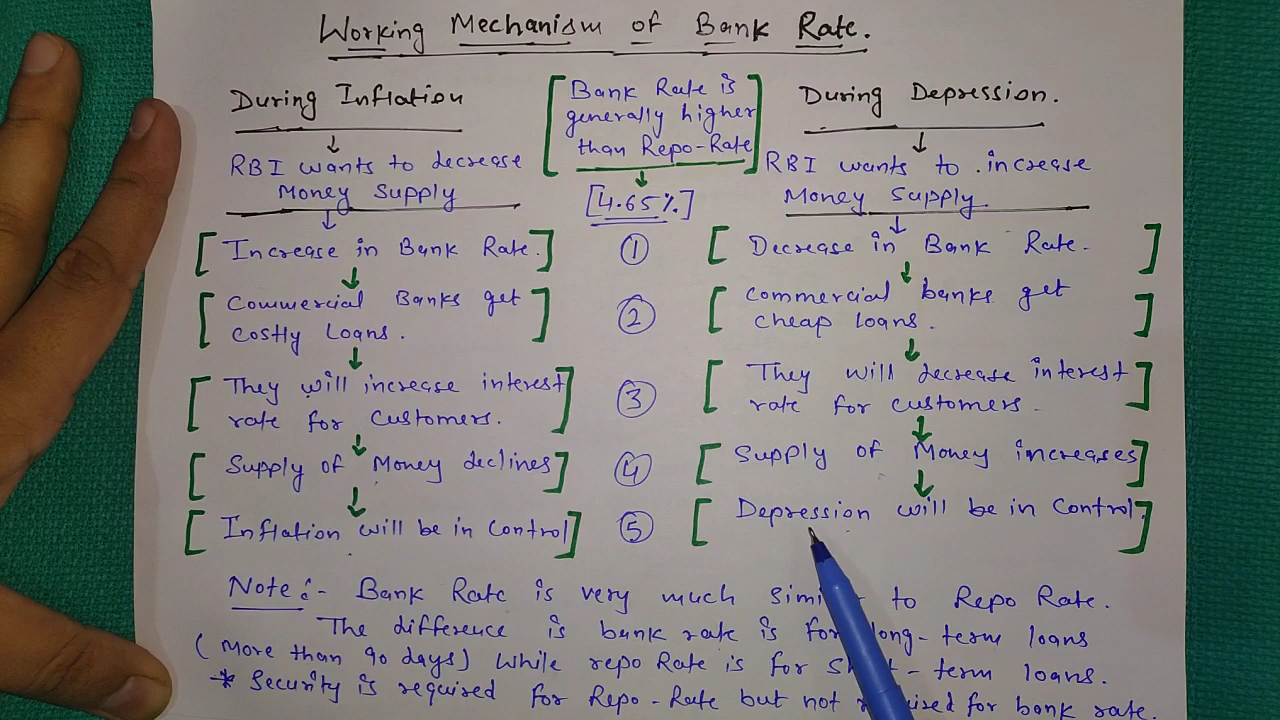 Working Mechanism of Bank Rate.
During Inflation
RBI wants to decrease
Money Supply
[Bank Rate is
generally higher
than Repo-Rate]
[4.65%]
During Depression.
RBI wants to increase
Money Supply
[Increase in Bank Rate.]
1
[Decrease in Bank Rate.]
[Commercial Banks get
costly Loans.]
2
[Commercial banks get
cheap loans.]
[They will increase interest
rate for customers.]
3
[They will decrease interest
rate for customers.]
[Supply of Money declines]
4
[Supply of Money increases]
[Inflation will be in control]
5
[Depression will be in control.]
Note :- Bank Rate is very much to Repo Rate.
The difference is bank rate is for long-term loans
(More than 90 days) while repo Rate is for -term loans.
* Security is required for Repo-Rate but not for bank rate.